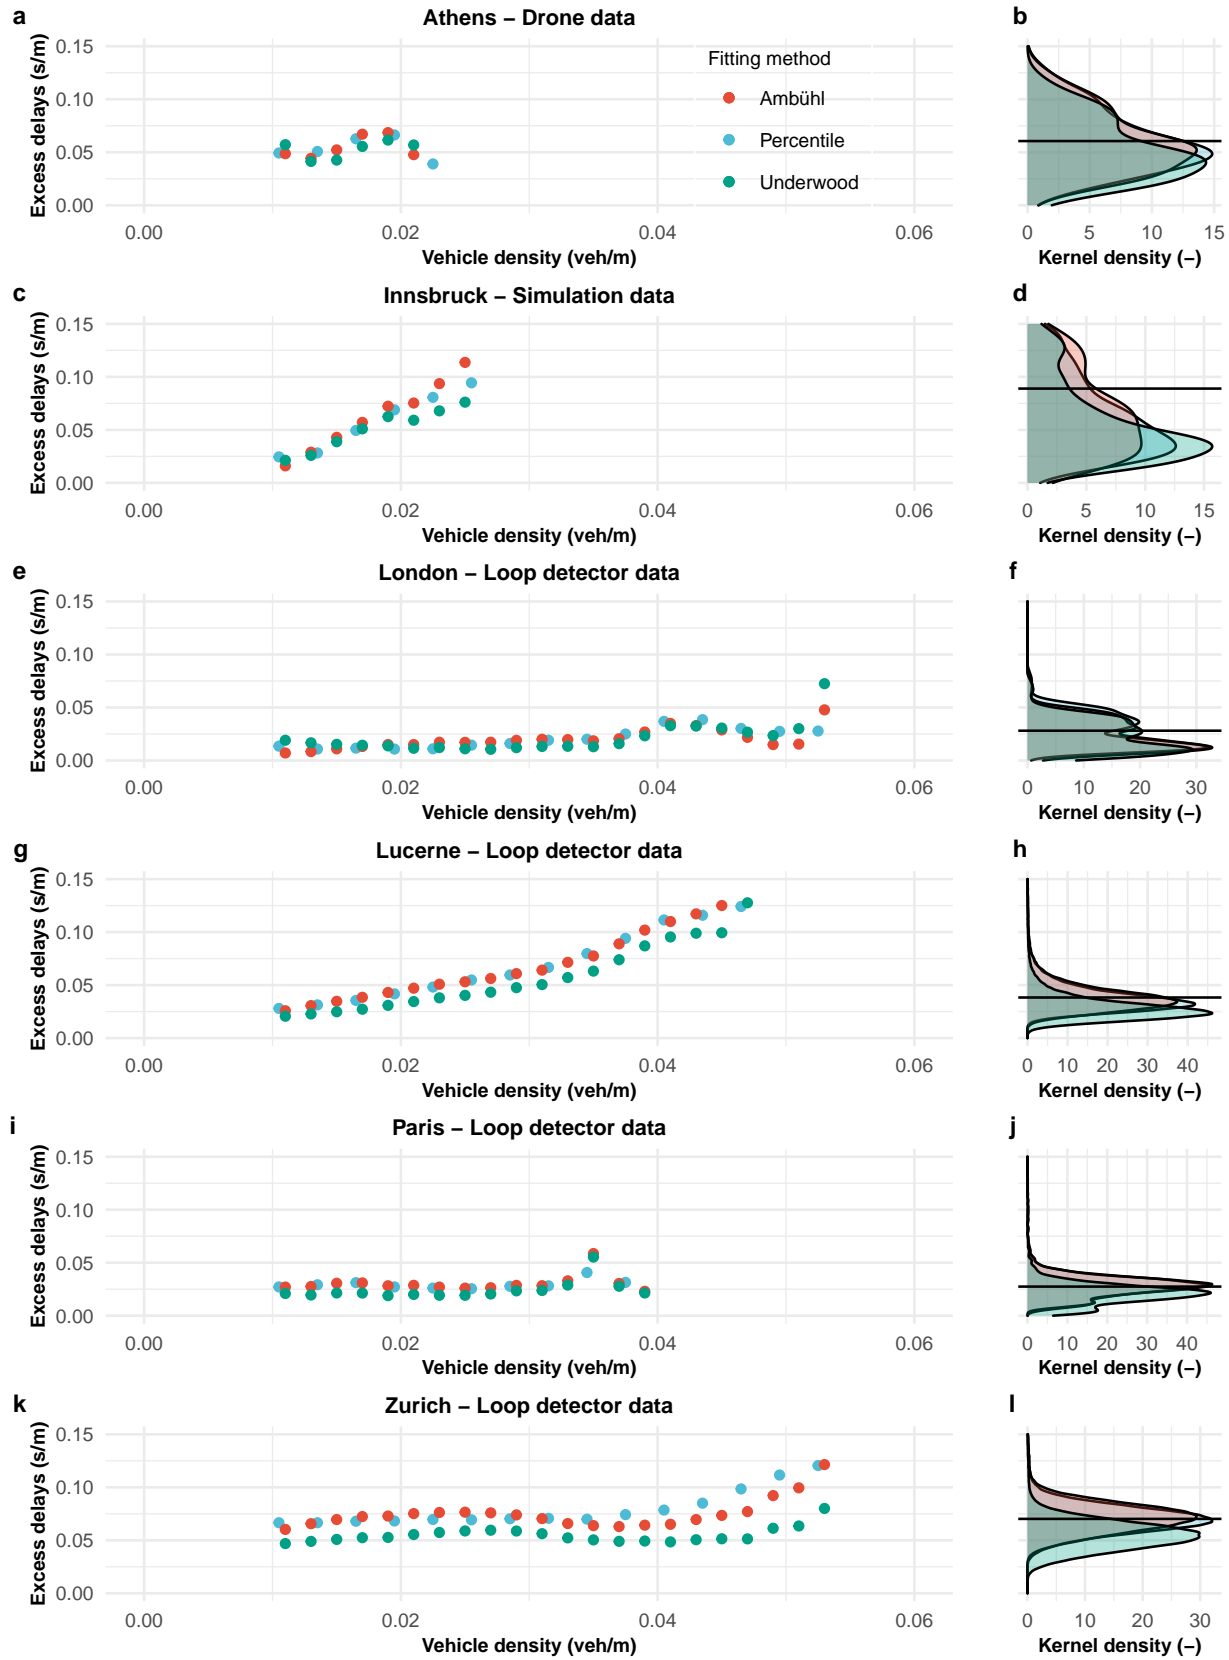 a
Athens – Drone data
b
Excess delays (s/m)
0.15
0.10
0.05
0.00
Fitting method
Ambühl
Percentile
Underwood
0.00 0.02 0.04 0.06
Vehicle density (veh/m)
0 5 10 15
Kernel density (–)
c
Innsbruck – Simulation data
d
Excess delays (s/m)
0.15
0.10
0.05
0.00
0.00 0.02 0.04 0.06
Vehicle density (veh/m)
0 5 10 15
Kernel density (–)
e
London – Loop detector data
f
Excess delays (s/m)
0.15
0.10
0.05
0.00
0.00 0.02 0.04 0.06
Vehicle density (veh/m)
0 10 20 30
Kernel density (–)
g
Lucerne – Loop detector data
h
Excess delays (s/m)
0.15
0.10
0.05
0.00
0.00 0.02 0.04 0.06
Vehicle density (veh/m)
0 10 20 30 40
Kernel density (–)
i
Paris – Loop detector data
j
Excess delays (s/m)
0.15
0.10
0.05
0.00
0.00 0.02 0.04 0.06
Vehicle density (veh/m)
0 10 20 30 40
Kernel density (–)
k
Zurich – Loop detector data
l
Excess delays (s/m)
0.15
0.10
0.05
0.00
0.00 0.02 0.04 0.06
Vehicle density (veh/m)
0 10 20 30
Kernel density (–)